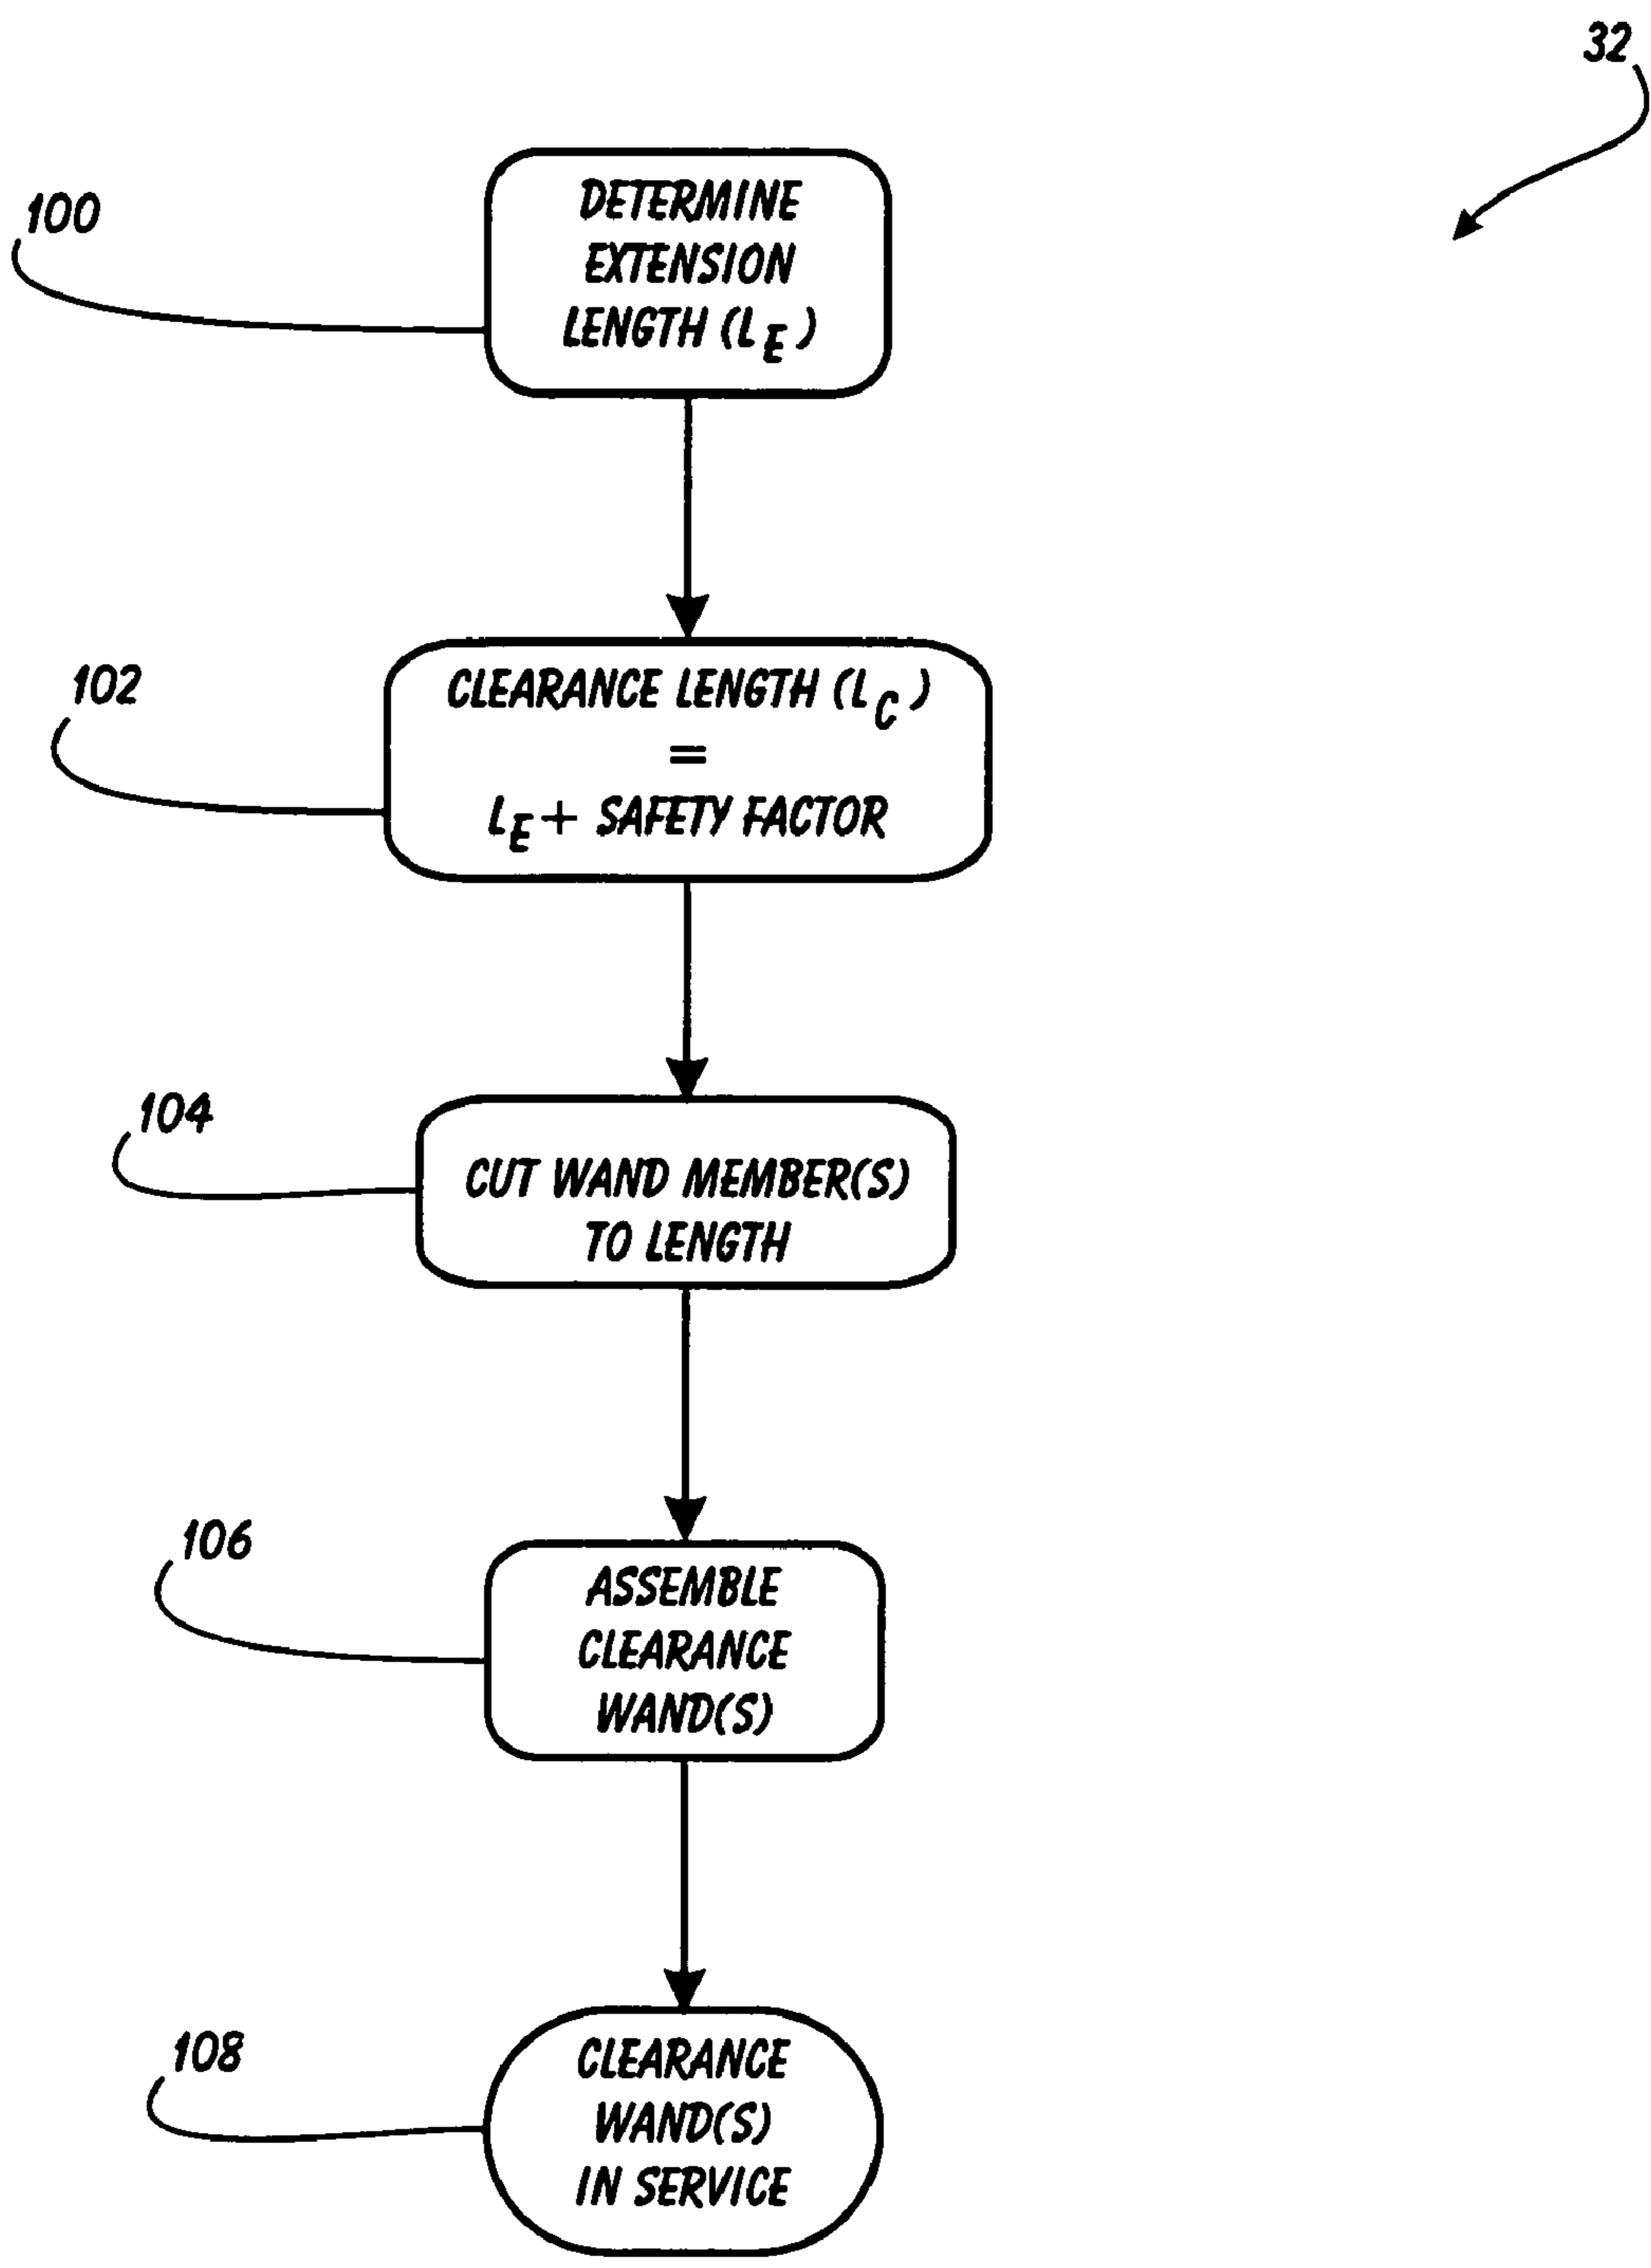 32
100
DETERMINE
EXTENSION
LENGTH (LE)
102
CLEARANCE LENGTH (LC)
=
LE + SAFETY FACTOR
104
CUT WAND MEMBER(S)
TO LENGTH
106
ASSEMBLE
CLEARANCE
WAND(S)
108
CLEARANCE
WAND(S)
IN SERVICE